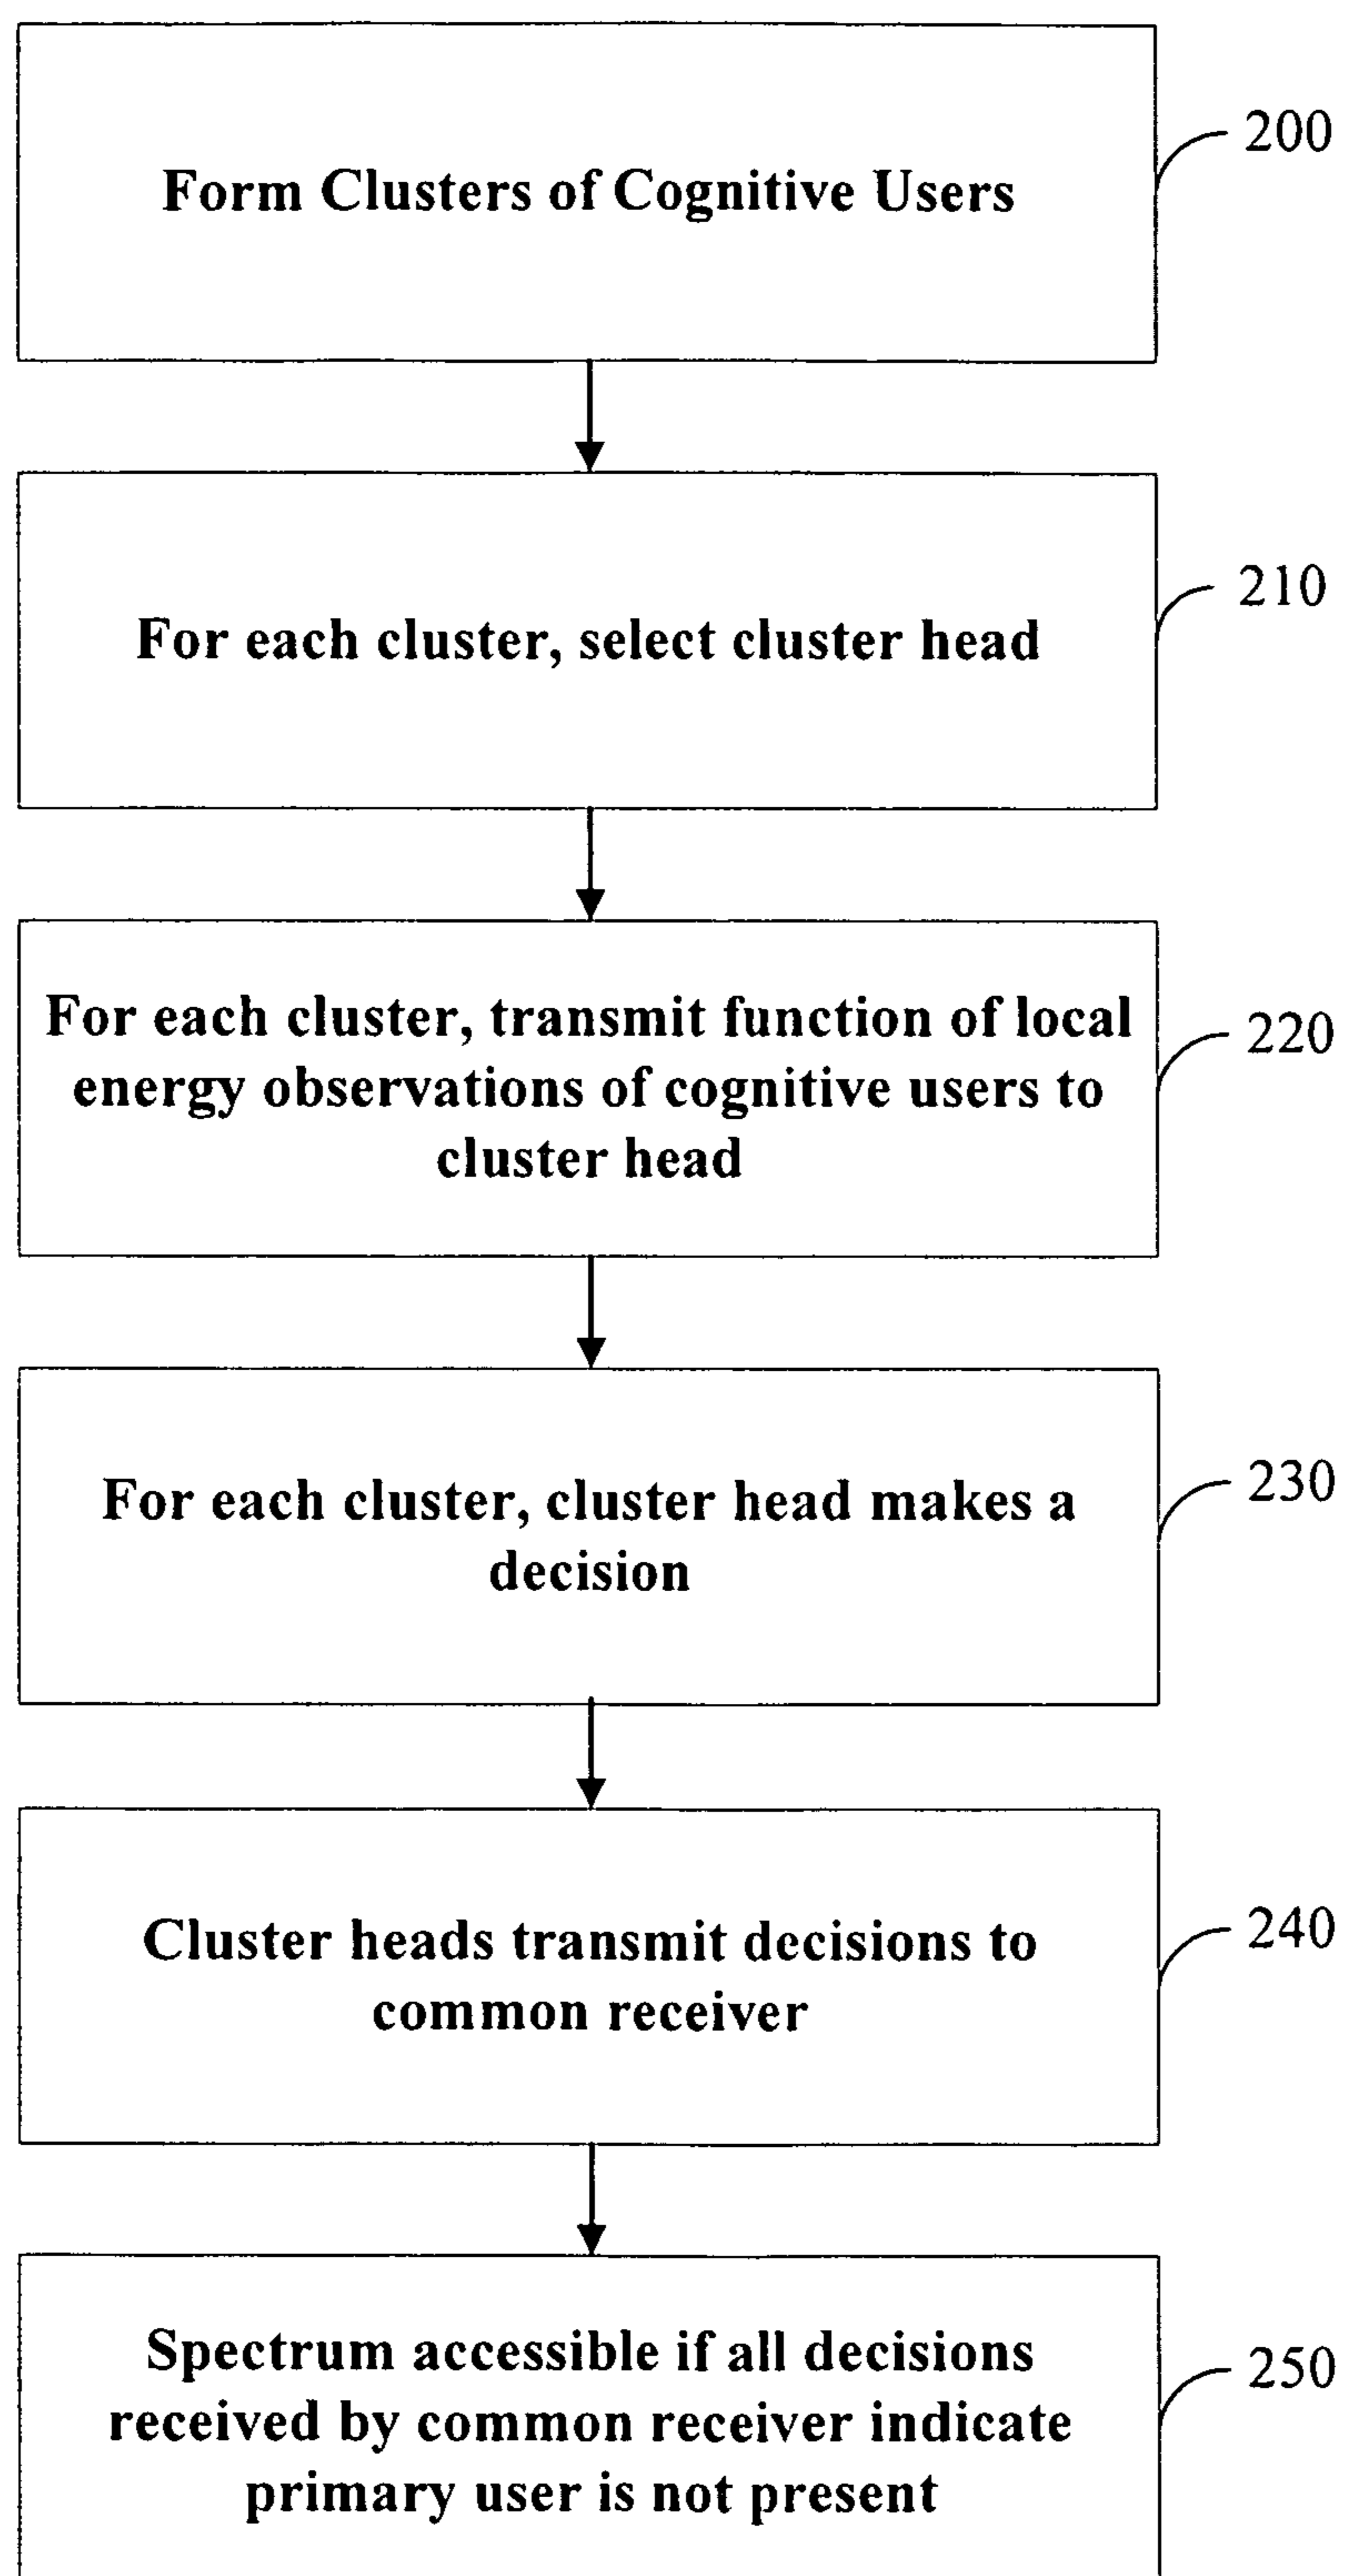 Form Clusters of Cognitive Users
200
For each cluster, select cluster head
210
For each cluster, transmit function of local
energy observations of cognitive users to
cluster head
220
For each cluster, cluster head makes a
decision
230
Cluster heads transmit decisions to
common receiver
240
Spectrum accessible if all decisions
received by common receiver indicate
primary user is not present
250